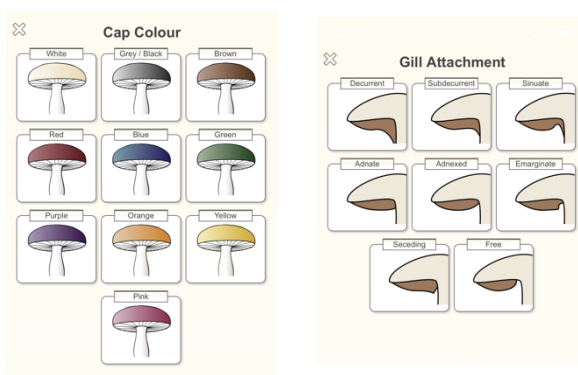 Cap Colour
White
Grey / Black
Brown
Red
Blue
Green
Purple
Orange
Yellow
Pink
Gill Attachment
Decurrent
Subdecurrent
Sinuate
Adnate
Adnexed
Emarginate
Seceding
Free